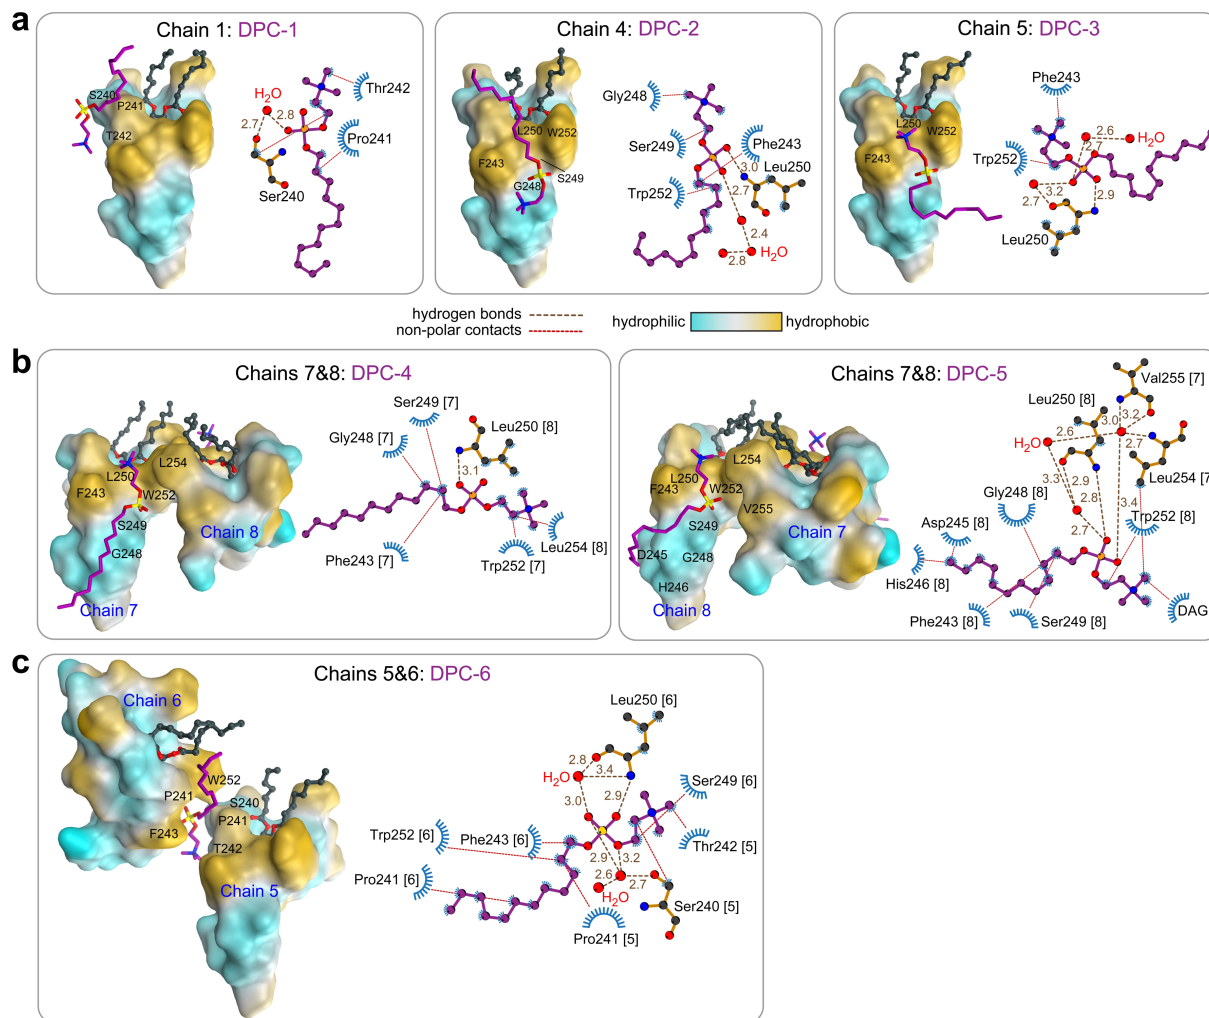 a
Chain 1: DPC-1
S240
P241
T242
H₂O
2.7
2.8
Thr242
Pro241
Ser240
Chain 4: DPC-2
L250
W252
F243
G248
S249
Gly248
Ser249
Trp252
Phe243
3.0
Leu250
2.7
2.4
H₂O
2.8
Chain 5: DPC-3
L250
W252
F243
Phe243
2.6
H₂O
2.7
Trp252
3.2
2.7
2.9
Leu250
hydrogen bonds
non-polar contacts
hydrophilic
hydrophobic
b
Chains 7&8: DPC-4
L250
L254
F243
W252
S249
G248
Chain 8
Chain 7
Ser249 [7]
Gly248 [7]
Leu250 [8]
3.1
Phe243 [7]
Trp252 [7]
Leu254 [8]
Chains 7&8: DPC-5
L254
L250
F243
W252
V255
S249
D245
G248
H246
Chain 7
Chain 8
Val255 [7]
Leu250 [8]
3.0
3.2
2.6
H₂O
2.7
3.3
2.9
Leu254 [7
Gly248 [8]
2.8
3.4
Trp252 [8]
Asp245 [8]
2.7
His246 [8]
Phe243 [8]
Ser249 [8]
DAG
c
Chains 5&6: DPC-6
Chain 6
W252
P241
S240
P241
F243
T242
Chain 5
Leu250 [6]
2.8
H₂O
3.4
3.0
2.9
Ser249 [6]
Trp252 [6]
Phe243 [6]
Thr242 [5]
2.9
3.2
Pro241 [6]
2.6
2.7
H₂O
Ser240 [5]
Pro241 [5]